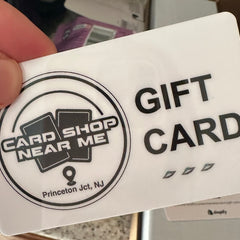 CARD SHOP
NEAR ME
Princeton Jct, NJ
GIFT
CARD